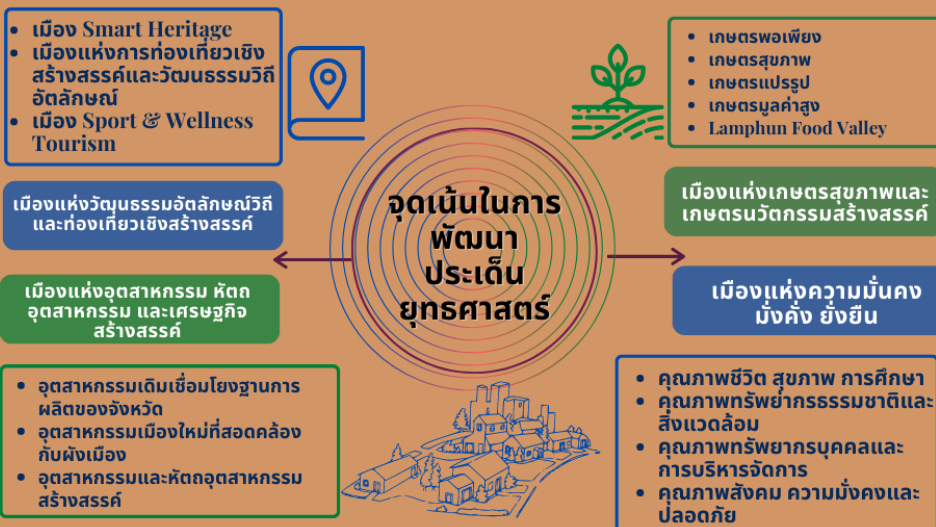 • เมือง Smart Heritage
• เมืองแห่งการท่องเที่ยวเชิง
สร้างสรรค์และวัฒนธรรมวิถี
อัตลักษณ์
• เมือง Sport & Wellness
Tourism
เมืองแห่งวัฒนธรรมอัตลักษณ์วิถี
และท่องเที่ยวเชิงสร้างสรรค์
เมืองแห่งอุตสาหกรรม หัตถ
อุตสาหกรรม และเศรษฐกิจ
สร้างสรรค์
• อุตสาหกรรมเดิมเชื่อมโยงฐานการ
ผลิตของจังหวัด
• อุตสาหกรรมเมืองใหม่ที่สอดคล้อง
กับผังเมือง
• อุตสาหกรรมและหัตถอุตสาหกรรม
สร้างสรรค์
จุดเน้นในการ
พัฒนา
ประเด็น
ยุทธศาสตร์
• เกษตรพอเพียง
• เกษตรสุขภาพ
• เกษตรแปรรูป
• เกษตรมูลค่าสูง
• Lamphun Food Valley
เมืองแห่งเกษตรสุขภาพและ
เกษตรนวัตกรรมสร้างสรรค์
เมืองแห่งความมั่นคง
มั่งคั่ง ยั่งยืน
• คุณภาพชีวิต สุขภาพ การศึกษา
• คุณภาพทรัพยากรธรรมชาติและ
สิ่งแวดล้อม
• คุณภาพทรัพยากรบุคคลและ
การบริหารจัดการ
• คุณภาพสังคม ความมั่งคงและ
ปลอดภัย